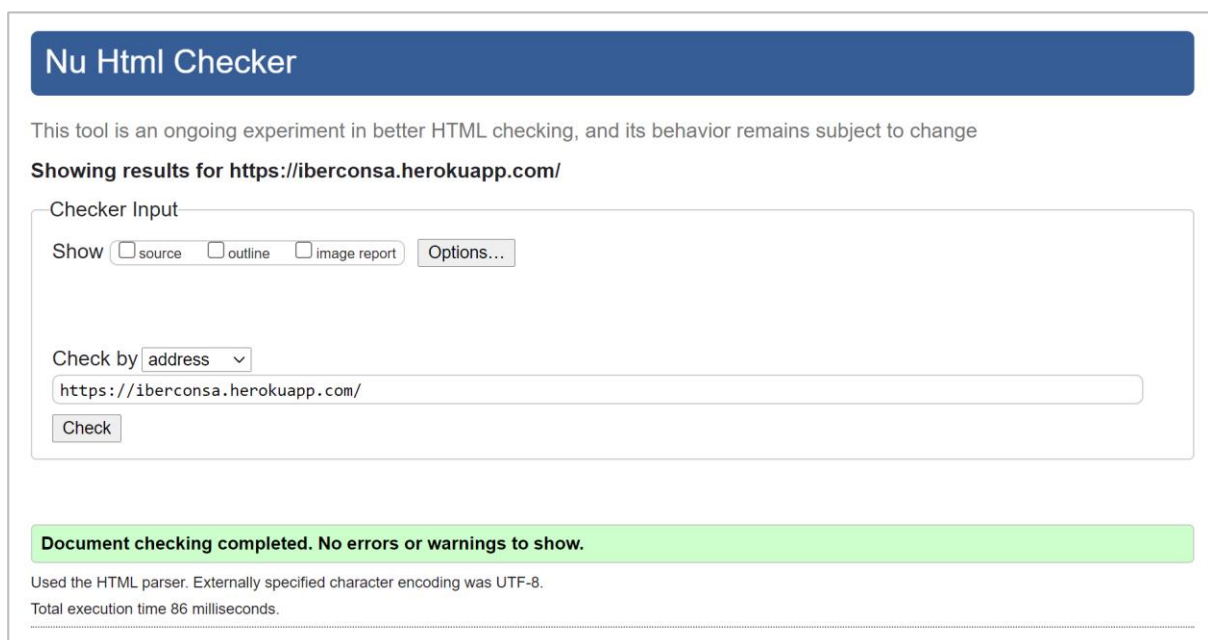 Nu Html Checker
This tool is an ongoing experiment in better HTML checking, and its behavior remains subject to change
Showing results for https://iberconsa.herokuapp.com/
Checker Input
Show source outline image report Options...
Check by address
https://iberconsa.herokuapp.com/
Check
Document checking completed. No errors or warnings to show.
Used the HTML parser. Externally specified character encoding was UTF-8.
Total execution time 86 milliseconds.